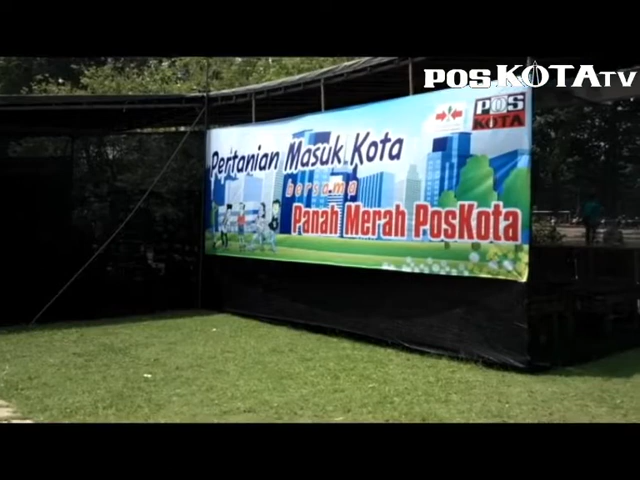 POSKOTATV
POS
KOTA
Pertanian Masuk Kota
bersama
Panah Merah PosKota